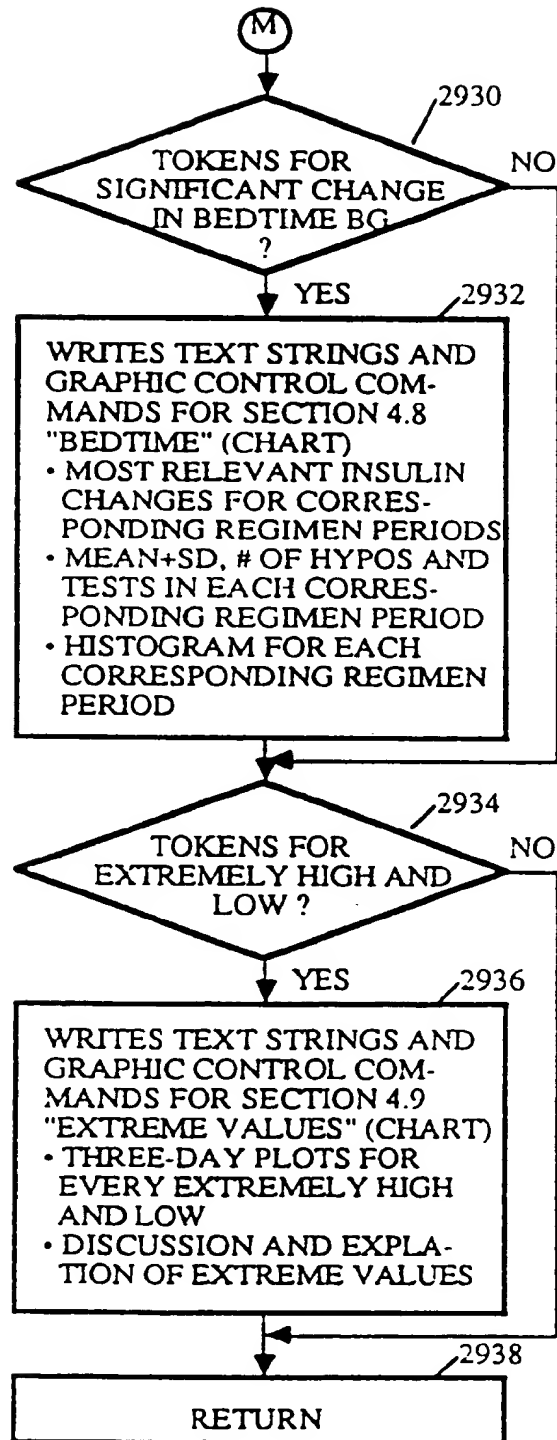 M
2930
TOKENS FOR
SIGNIFICANT CHANGE
IN BEDTIME BG
?
NO
YES
2932
WRITES TEXT STRINGS AND
GRAPHIC CONTROL COM-
MANDS FOR SECTION 4.8
"BEDTIME" (CHART)
• MOST RELEVANT INSULIN
CHANGES FOR CORRES-
PONDING REGIMEN PERIODS
• MEAN+SD, # OF HYPOS AND
TESTS IN EACH CORRES-
PONDING REGIMEN PERIOD
• HISTOGRAM FOR EACH
CORRESPONDING REGIMEN
PERIOD
2934
TOKENS FOR
EXTREMELY HIGH AND
LOW ?
NO
YES
2936
WRITES TEXT STRINGS AND
GRAPHIC CONTROL COM-
MANDS FOR SECTION 4.9
"EXTREME VALUES" (CHART)
• THREE-DAY PLOTS FOR
EVERY EXTREMELY HIGH
AND LOW
• DISCUSSION AND EXPLA-
TION OF EXTREME VALUES
2938
RETURN